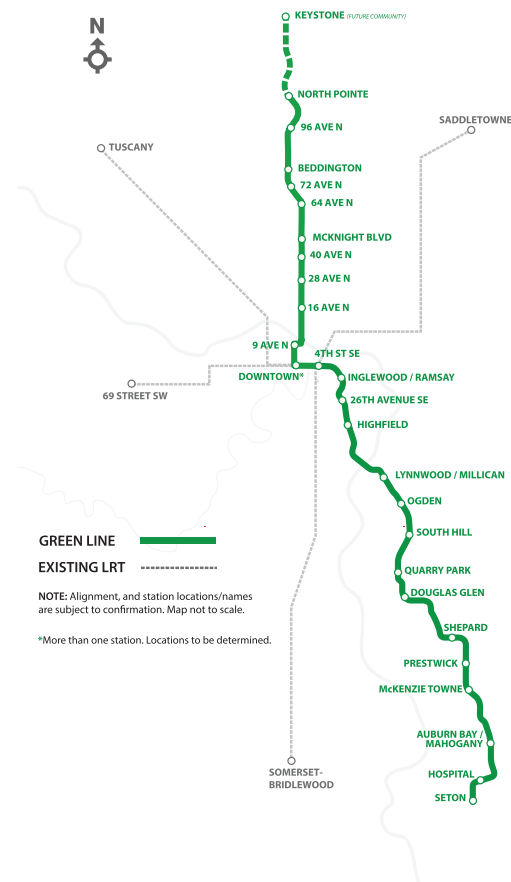 KEYSTONE (FUTURE COMMUNITY)
N
NORTH POINTE
SADDLETOWNE
96 AVE N
TUSCANY
BEDDINGTON
72 AVE N
64 AVE N
MCKNIGHT BLVD
40 AVE N
28 AVE N
16 AVE N
9 AVE N
4TH ST SE
DOWNTOWN*
INGLEWOOD / RAMSAY
69 STREET SW
26TH AVENUE SE
HIGHFIELD
LYNNWOOD / MILLICAN
OGDEN
SOUTH HILL
GREEN LINE
EXISTING LRT
QUARRY PARK
DOUGLAS GLEN
NOTE: Alignment, and station locations/names
are subject to confirmation. Map not to scale.
SHEPARD
*More than one station. Locations to be determined.
PRESTWICK
McKENZIE TOWNE
AUBURN BAY /
MAHOGANY
SOMERSET-
BRIDLEWOOD
HOSPITAL
SETON